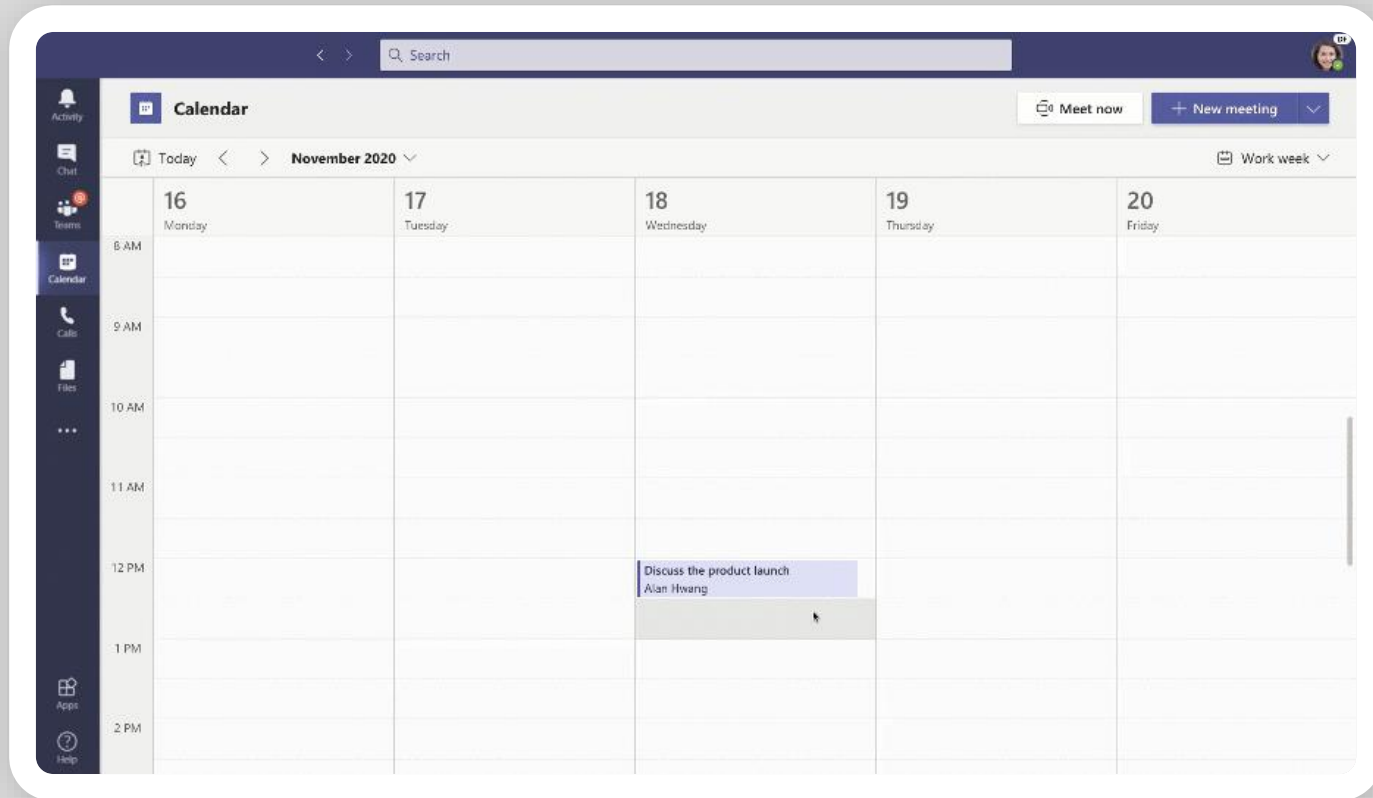 Search
Activity
Chat
Teams
Calendar
Calls
Files
Apps
Help
Calendar
Meet now
New meeting
Today
November 2020
Work week
16
Monday
17
Tuesday
18
Wednesday
19
Thursday
20
Friday
8 AM
9 AM
10 AM
11 AM
12 PM
1 PM
2 PM
Discuss the product launch
Alan Hwang